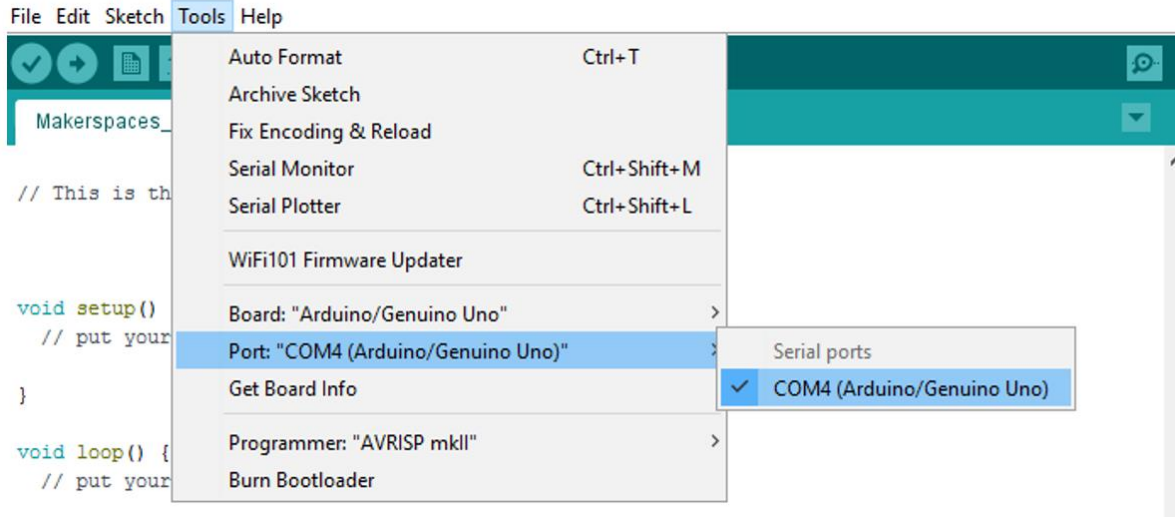 File Edit Sketch Tools Help
Auto Format Ctrl+T
Archive Sketch
Makerspaces_
Fix Encoding & Reload
Serial Monitor Ctrl+Shift+M
// This is th
Serial Plotter Ctrl+Shift+L
WiFi101 Firmware Updater
void setup()
Board: "Arduino/Genuino Uno"
// put your
Port: "COM4 (Arduino/Genuino Uno)"
Serial ports
}
Get Board Info
COM4 (Arduino/Genuino Uno)
void loop() {
Programmer: "AVRISP mkII"
// put your
Burn Bootloader